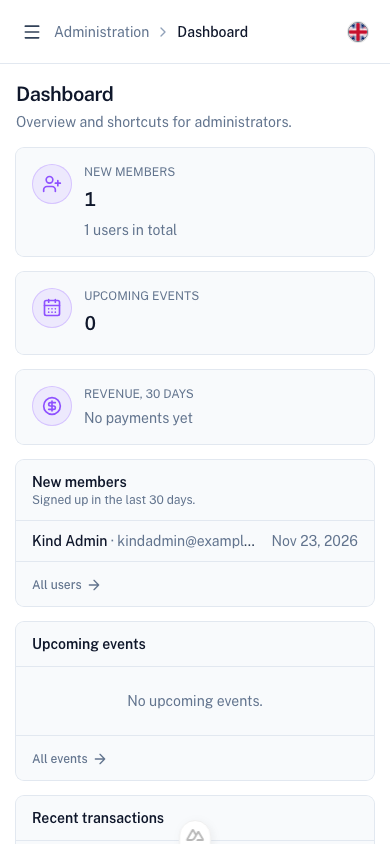 Administration > Dashboard
Dashboard
Overview and shortcuts for administrators.
NEW MEMBERS
1
1 users in total
UPCOMING EVENTS
0
REVENUE, 30 DAYS
No payments yet
New members
Signed up in the last 30 days.
Kind Admin · kindadmin@exampl... Nov 23, 2026
All users →
Upcoming events
No upcoming events.
All events →
Recent transactions